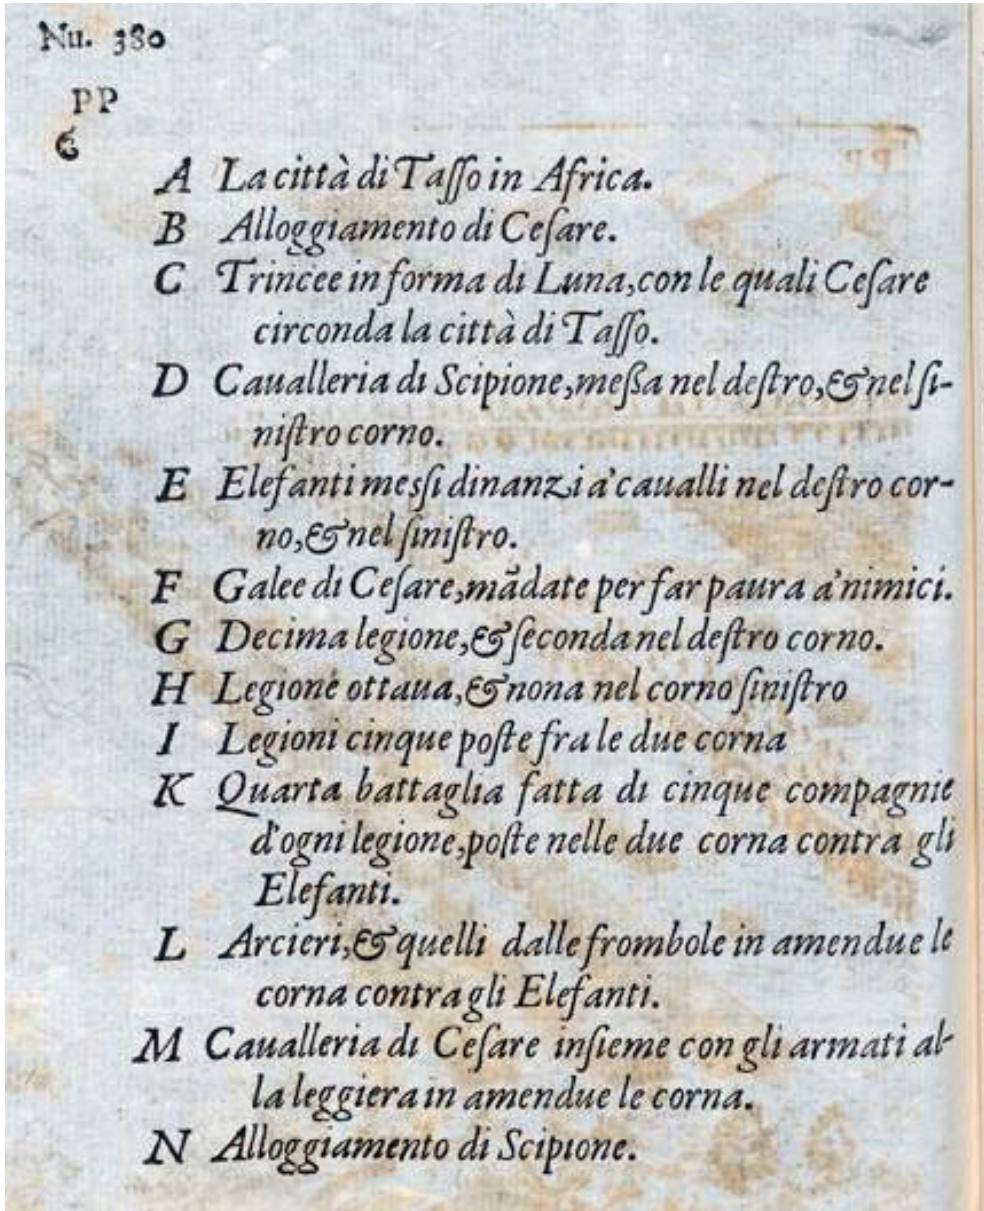 Nu. 380
PP
€
A La città di Taſſo in Africa.
B Alloggiamento di Ceſare.
C Trincee in forma di Luna, con le quali Ceſare
circonda la città di Taſſo.
D Caualleria di Scipione, meſſa nel deſtro, & nel ſi-
niſtro corno.
E Elefanti meſſi dinanzi a' caualli nel deſtro cor-
no, & nel ſiniſtro.
F Galee di Ceſare, mādate per far paura a' nimici.
G Decima legione, & ſeconda nel deſtro corno.
H Legione ottaua, & nona nel corno ſiniſtro
I Legioni cinque poſte fra le due corna
K Quarta battaglia fatta di cinque compagnie
d'ogni legione, poſte nelle due corna contra gli
Elefanti.
L Arcieri, & quelli dalle frombole in amendue le
corna contra gli Elefanti.
M Caualleria di Ceſare inſieme con gli armati al-
la leggiera in amendue le corna.
N Alloggiamento di Scipione.